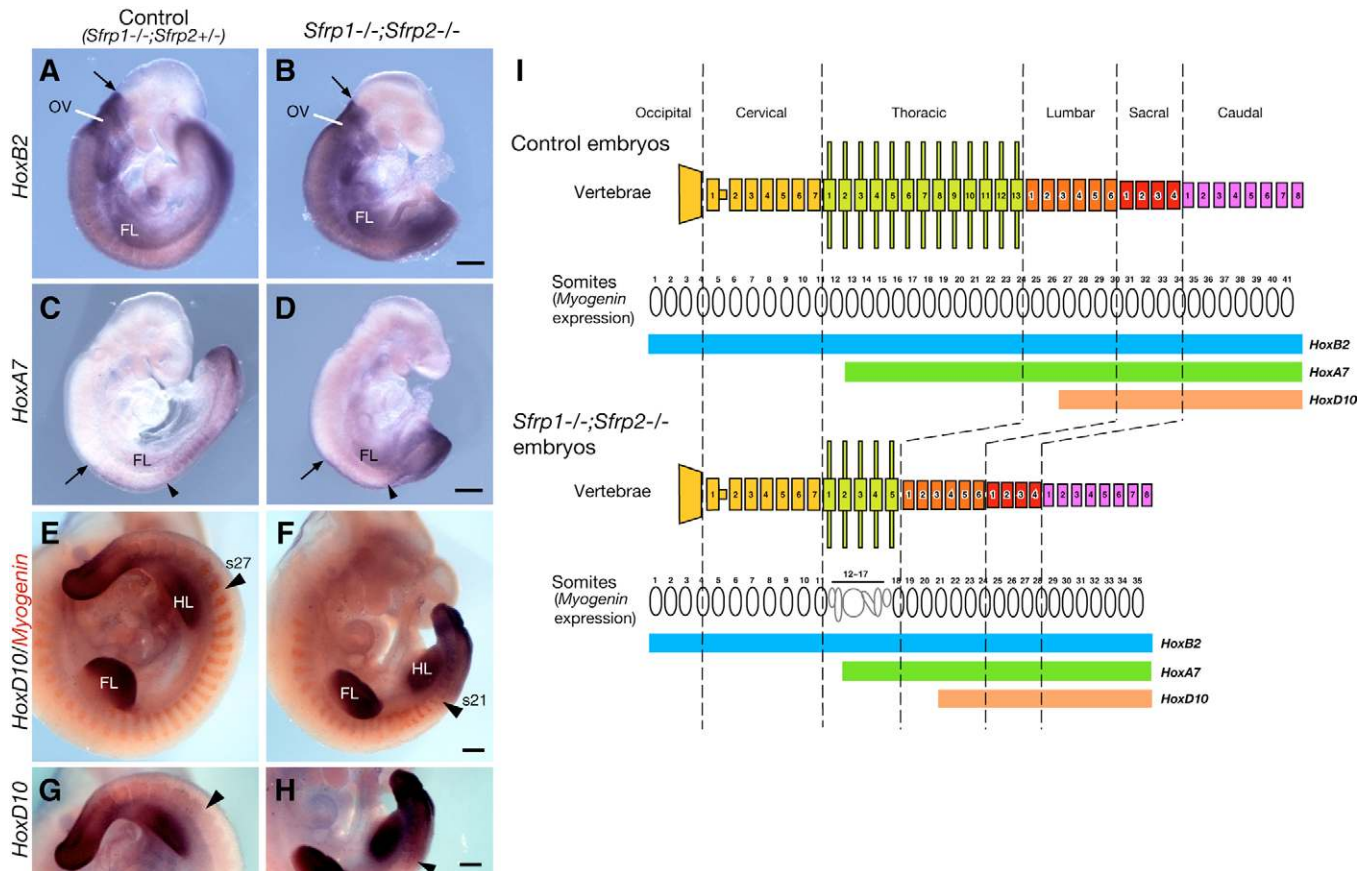 Control
(Sfrp1-/-;Sfrp2+/-)
Sfrp1-/-;Sfrp2-/-
HoxB2
A
OV
FL
B
OV
FL
HoxA7
C
FL
D
FL
HoxD10/Myogenin
E
s27
HL
FL
F
HL
FL
s21
HoxD10
G
H
I
Occipital Cervical Thoracic Lumbar Sacral Caudal
Control embryos
Vertebrae
1 2 3 4 5 6 7 1 2 3 4 5 6 7 8 9 10 11 12 13 1 2 3 4 5 6 1 2 3 4 1 2 3 4 5 6 7 8
Somites
(Myogenin
expression)
1 2 3 4 5 6 7 8 9 10 11 12 13 14 15 16 17 18 19 20 21 22 23 24 25 26 27 28 29 30 31 32 33 34 35 36 37 38 39 40 41
HoxB2
HoxA7
HoxD10
Sfrp1-/-;Sfrp2-/-
embryos
Vertebrae
1 2 3 4 5 6 7 1 2 3 4 5 1 2 3 4 5 6 1 2 3 4 1 2 3 4 5 6 7 8
Somites
(Myogenin
expression)
1 2 3 4 5 6 7 8 9 10 11 12-17 18 19 20 21 22 23 24 25 26 27 28 29 30 31 32 33 34 35
HoxB2
HoxA7
HoxD10